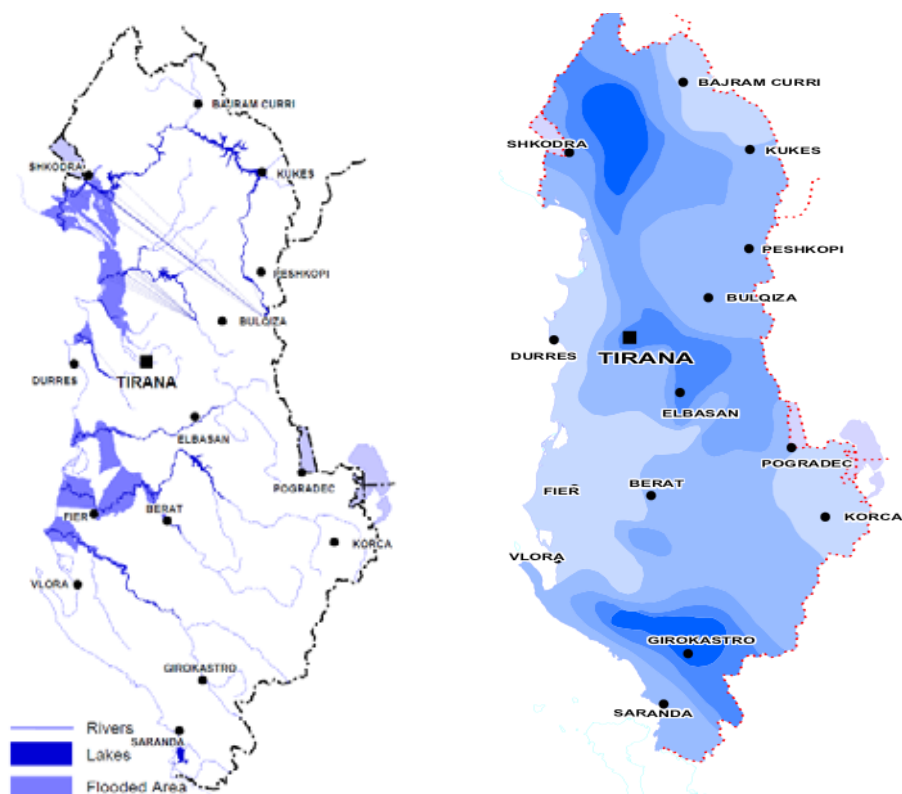 BAJRAM CURRI
SHKODRA
KUKES
PESHKOPI
BULQIZA
DURRES
TIRANA
ELBASAN
POGRADEC
FIER
BERAT
KORCA
VLORA
GIROKASTRO
SARANDA
Rivers
Lakes
Flooded Area
BAJRAM CURRI
SHKODRA
KUKES
PESHKOPI
BULQIZA
DURRES
TIRANA
ELBASAN
POGRADEC
FIER
BERAT
KORCA
VLORA
GIROKASTRO
SARANDA